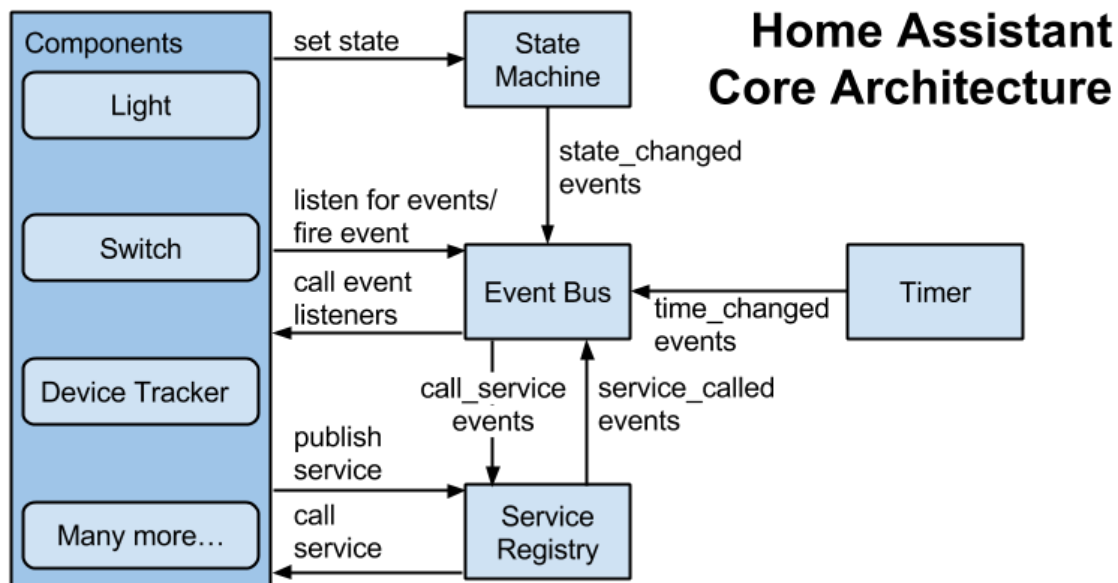 Home Assistant
Core Architecture
Components
Light
Switch
Device Tracker
Many more…
set state
State
Machine
state_changed
events
listen for events/
fire event
call event
listeners
Event Bus
time_changed
events
Timer
call_service
events
service_called
events
publish
service
call
service
Service
Registry